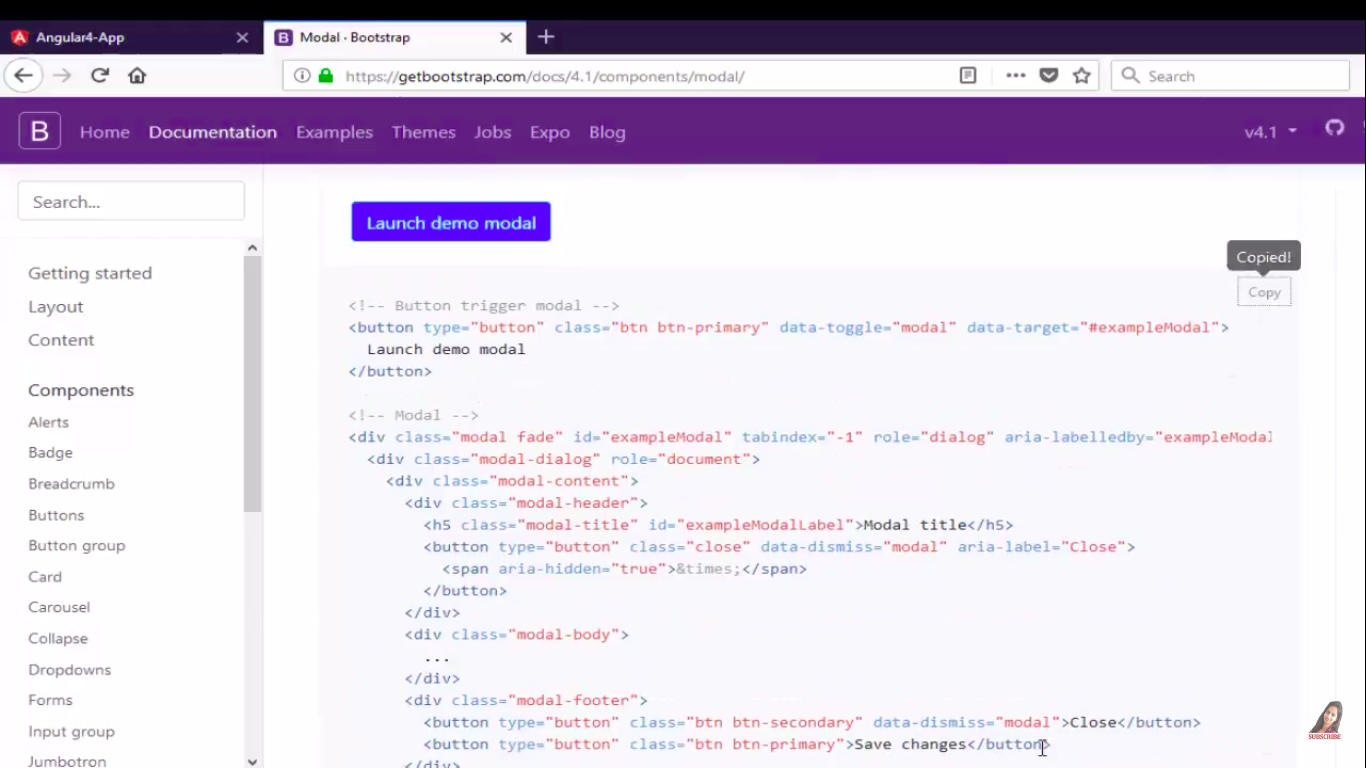 Angular4-App
B Modal · Bootstrap
https://getbootstrap.com/docs/4.1/components/modal/
Search
B Home Documentation Examples Themes Jobs Expo Blog v4.1
Search...
Getting started
Layout
Content
Components
Alerts
Badge
Breadcrumb
Buttons
Button group
Card
Carousel
Collapse
Dropdowns
Forms
Input group
Jumbotron
Launch demo modal
Copied!
Copy
<!-- Button trigger modal -->
<button type="button" class="btn btn-primary" data-toggle="modal" data-target="#exampleModal">
Launch demo modal
</button>
<!-- Modal -->
<div class="modal fade" id="exampleModal" tabindex="-1" role="dialog" aria-labelledby="exampleModal
<div class="modal-dialog" role="document">
<div class="modal-content">
<div class="modal-header">
<h5 class="modal-title" id="exampleModalLabel">Modal title</h5>
<button type="button" class="close" data-dismiss="modal" aria-label="Close">
<span aria-hidden="true">&times;</span>
</button>
</div>
<div class="modal-body">
...
</div>
<div class="modal-footer">
<button type="button" class="btn btn-secondary" data-dismiss="modal">Close</button>
<button type="button" class="btn btn-primary">Save changes</button>
</div>
SUBSCRIBE